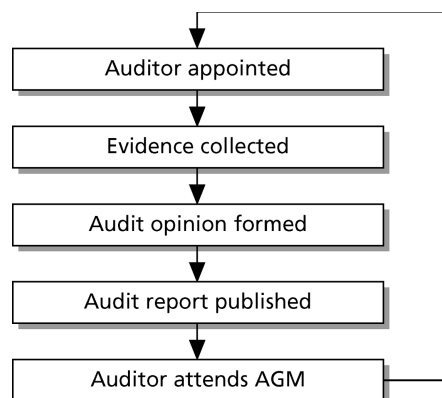 Auditor appointed
Evidence collected
Audit opinion formed
Audit report published
Auditor attends AGM